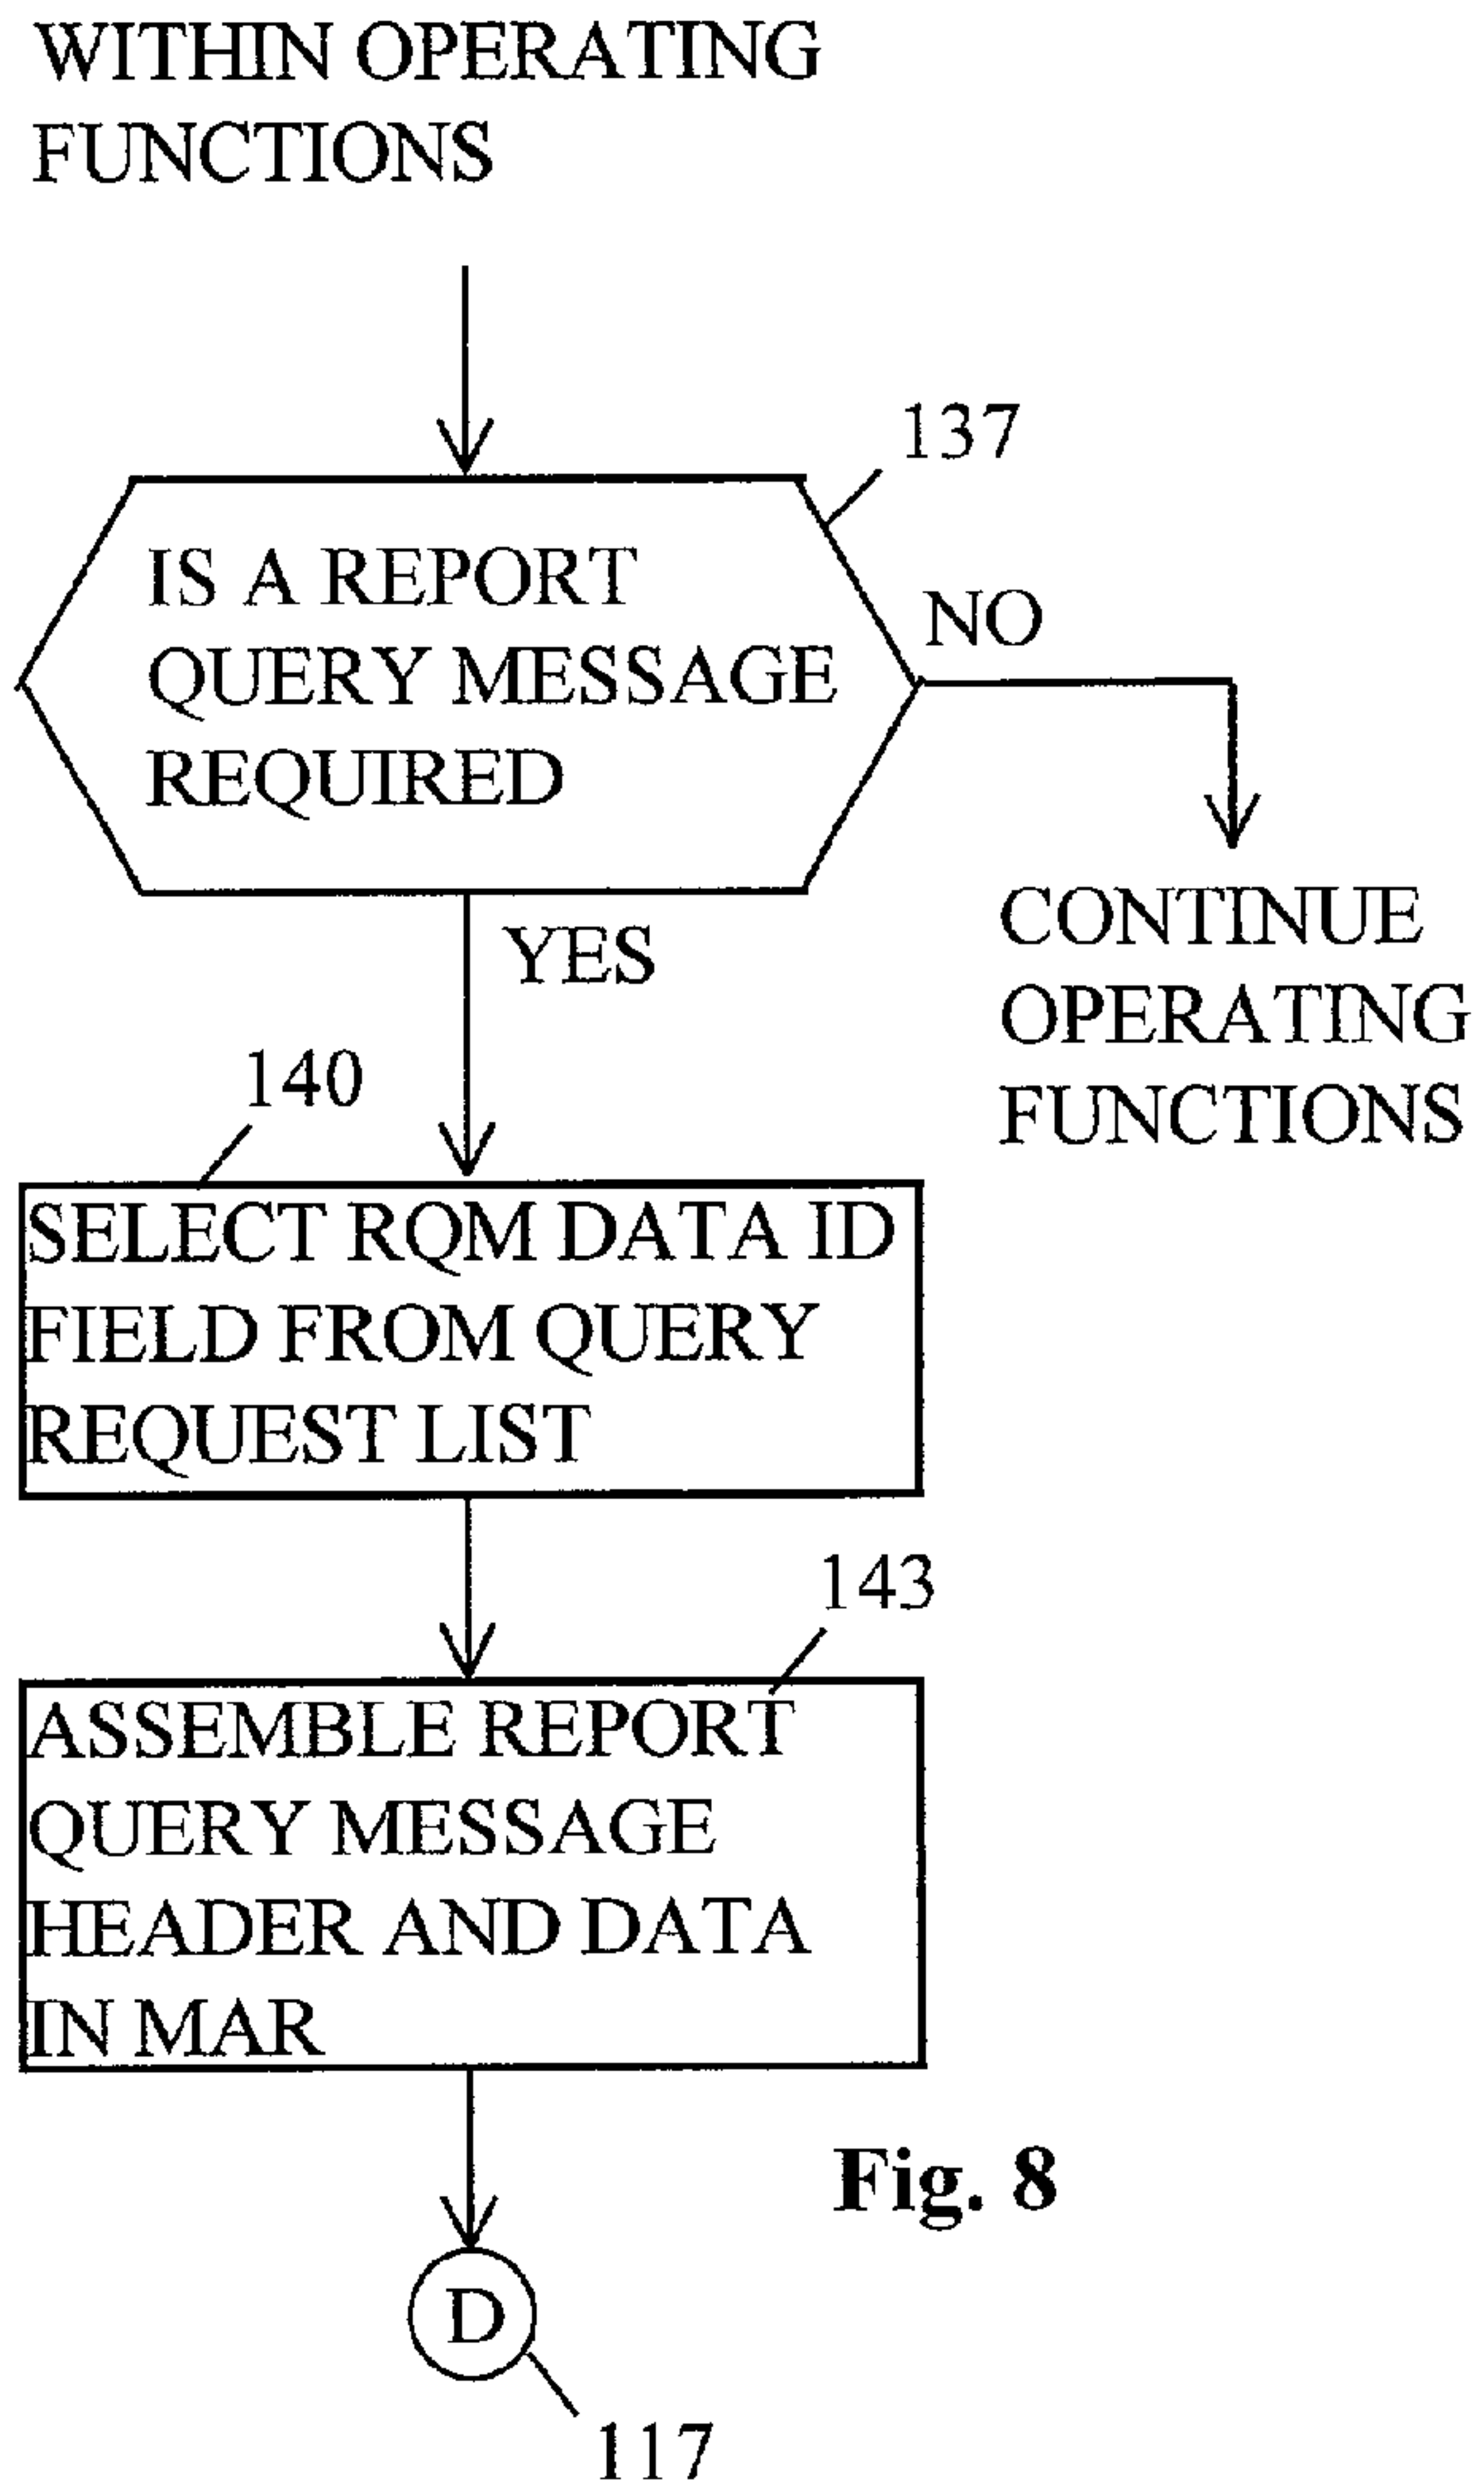 WITHIN OPERATING
FUNCTIONS
137
IS A REPORT
QUERY MESSAGE
REQUIRED
NO
YES
CONTINUE
OPERATING
FUNCTIONS
140
SELECT RQM DATA ID
FIELD FROM QUERY
REQUEST LIST
143
ASSEMBLE REPORT
QUERY MESSAGE
HEADER AND DATA
IN MAR
Fig. 8
D
117